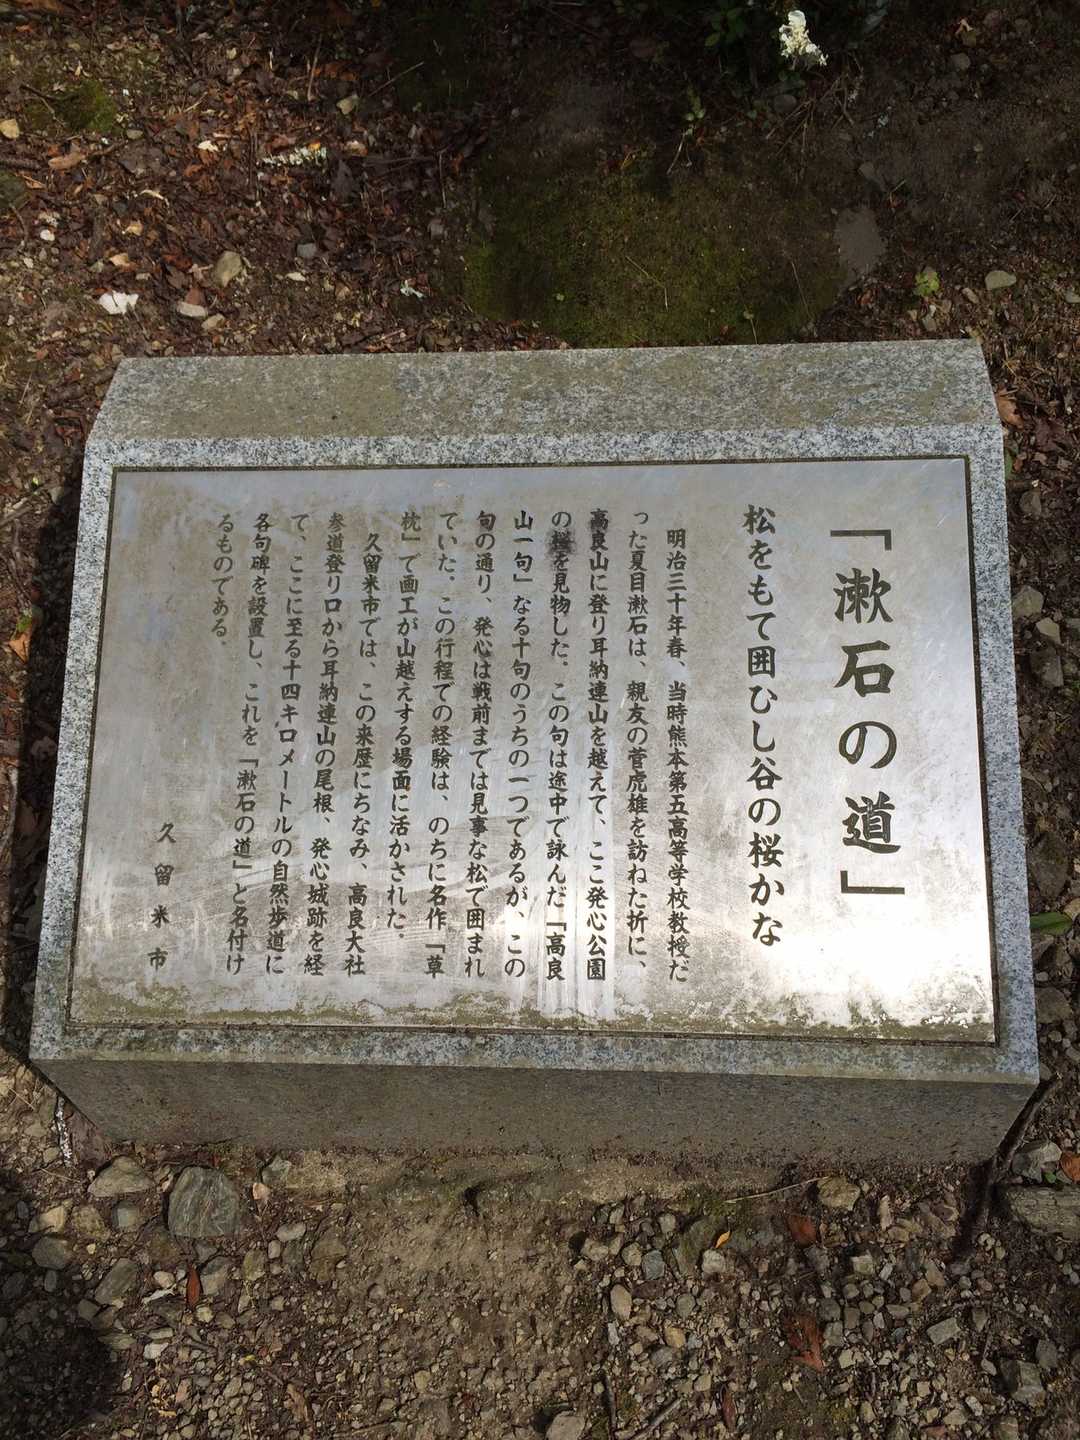 「漱石の道」
松をもて囲ひし谷の桜かな
明治三十年春、当時熊本第五高等学校教授だ
った夏目漱石は、親友の菅虎雄を訪ねた折に、
高良山に登り耳納連山を越えて、ここ発心公園
の桜を見物した。この句は途中で詠んだ「高良
山一句」なる十句のうちの一つであるが、この
句の通り、発心は戦前までは見事な松で囲まれ
ていた。この行程での経験は、のちに名作「草
枕」で画工が山越えする場面に活かされた。
久留米市では、この来歴にちなみ、高良大社
参道登り口から耳納連山の尾根、発心城跡を経
て、ここに至る十四キロメートルの自然歩道に
各句碑を設置し、これを「漱石の道」と名付け
るものである。
久留米市